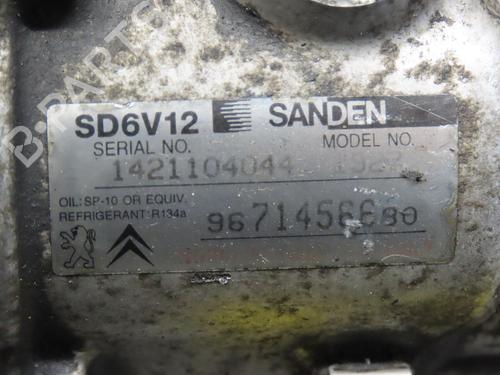 SD6V12 SANDEN
SERIAL NO. MODEL NO.
1421104044
OIL: SP-10 OR EQUIV.
REFRIGERANT: R134a
9671456680
B-PARTS